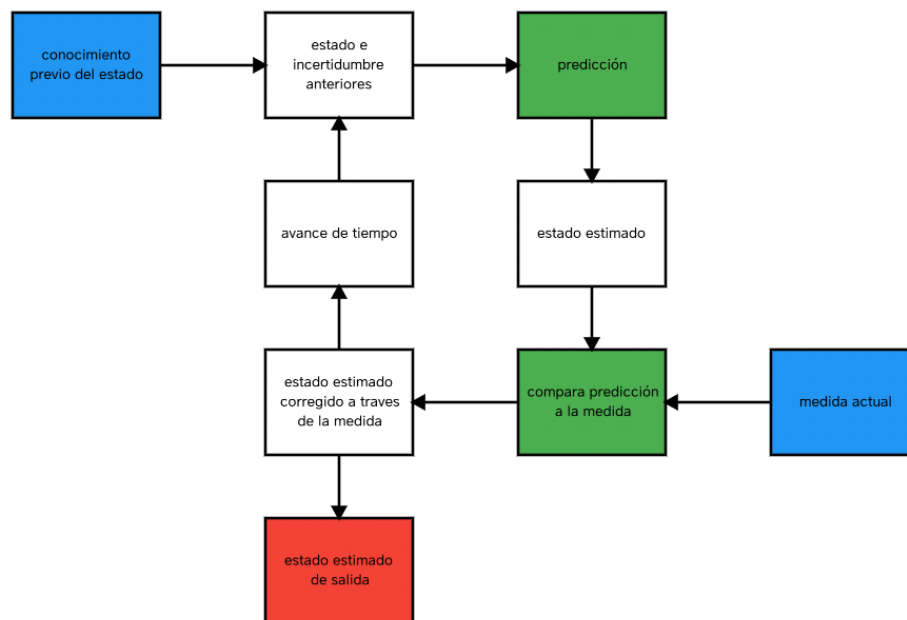 conocimiento
previo del estado
estado e
incertidumbre
anteriores
predicción
avance de tiempo
estado estimado
estado estimado
corregido a traves
de la medida
compara predicción
a la medida
medida actual
estado estimado
de salida